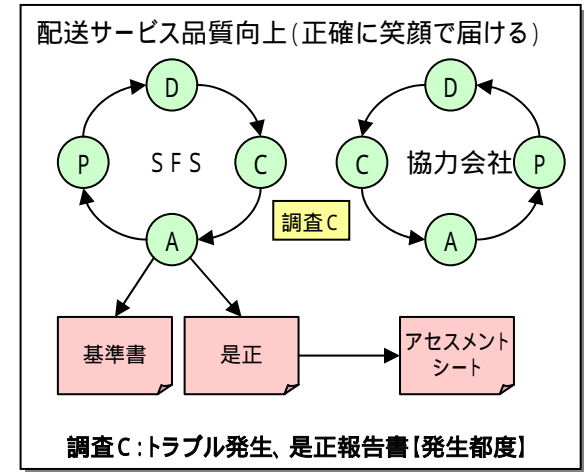 配送サービス品質向上(正確に笑顔で届ける)
D
D
P
SFS
C
C
協力会社
P
調査C
A
A
基準書
是正
アセスメント
シート
調査C:トラブル発生、是正報告書【発生都度】